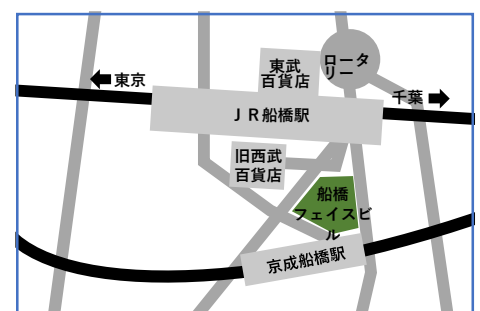 東武
百貨店
ロータ
リー
東京
千葉
ＪＲ船橋駅
旧西武
百貨店
船橋
フェイスビ
ル
京成船橋駅